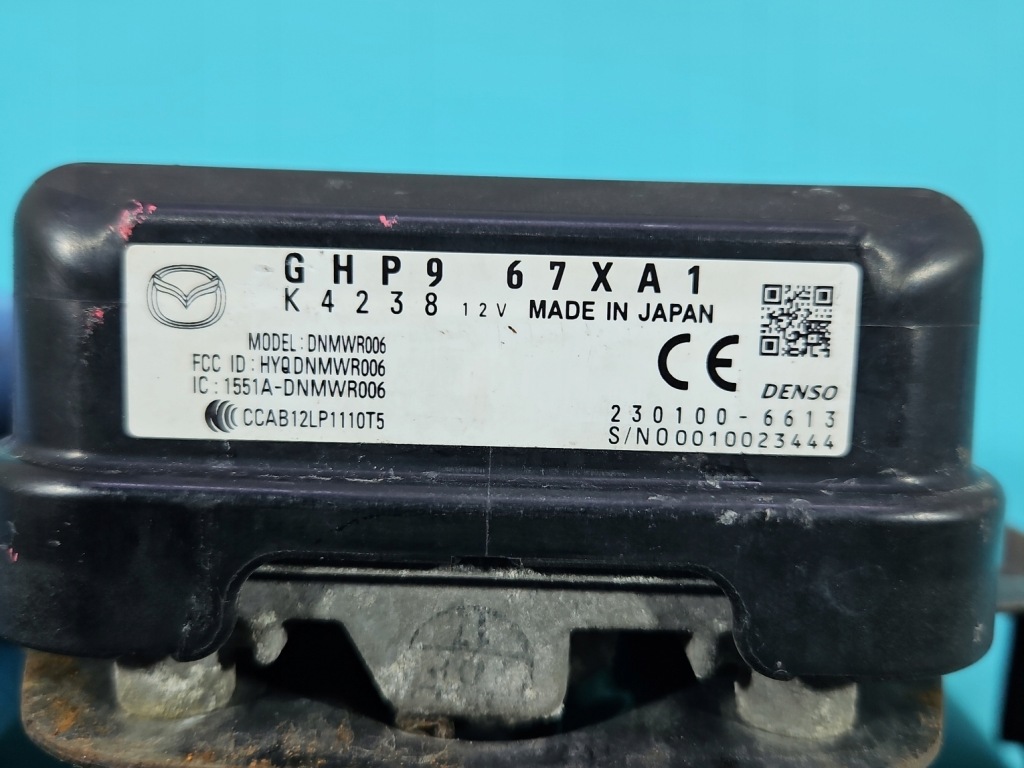 GHP9 67XA1
K4238 12V MADE IN JAPAN
MODEL:DNMWR006
FCC ID:HYQDNMWR006
IC:1551A-DNMWR006
CCAB12LP1110T5
DENSO
230100-6613
S/N00010023444